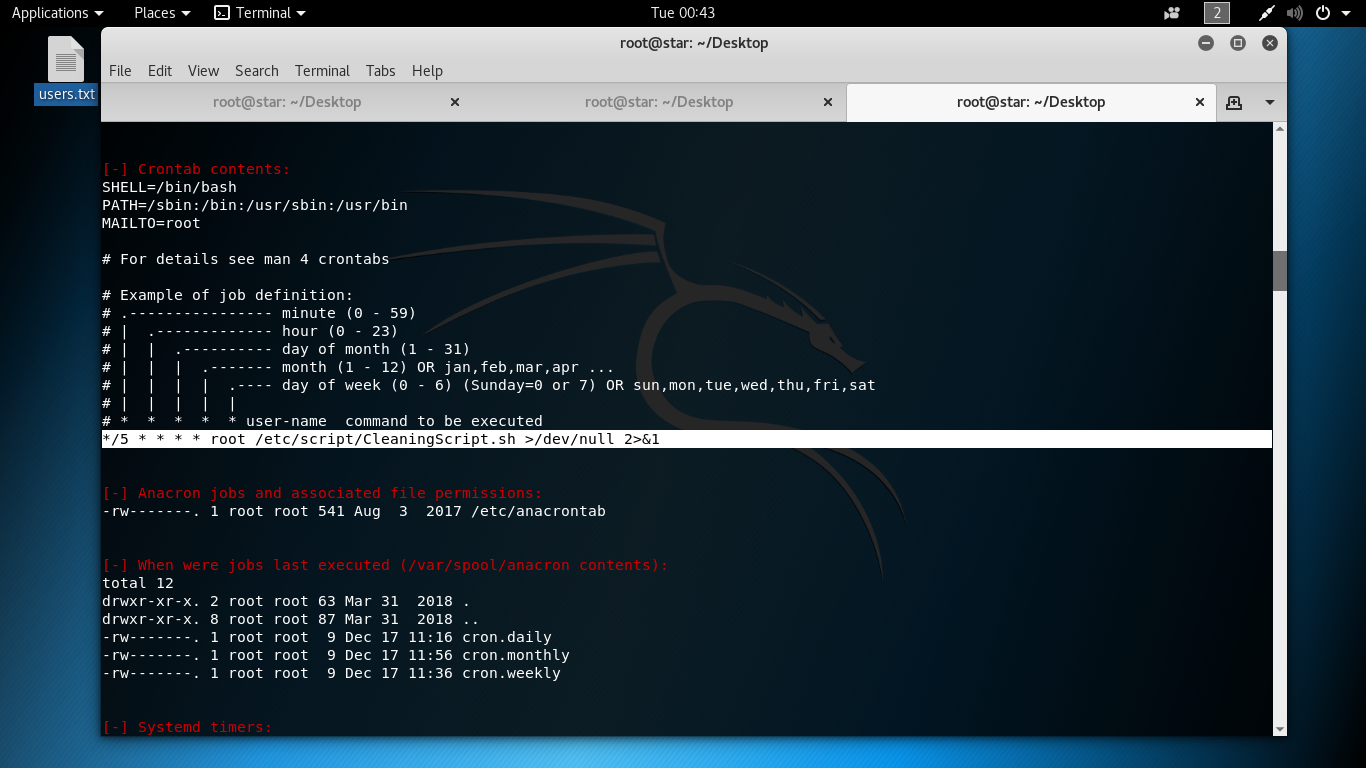 Applications Places Terminal Tue 00:43 2
users.txt
root@star: ~/Desktop
File Edit View Search Terminal Tabs Help
root@star: ~/Desktop root@star: ~/Desktop root@star: ~/Desktop
[-] Crontab contents:
SHELL=/bin/bash
PATH=/sbin:/bin:/usr/sbin:/usr/bin
MAILTO=root
# For details see man 4 crontabs
# Example of job definition:
# .---------------- minute (0 - 59)
# |  .------------- hour (0 - 23)
# |  |  .---------- day of month (1 - 31)
# |  |  |  .------- month (1 - 12) OR jan,feb,mar,apr ...
# |  |  |  |  .---- day of week (0 - 6) (Sunday=0 or 7) OR sun,mon,tue,wed,thu,fri,sat
# |  |  |  |  |
# *  *  *  *  * user-name  command to be executed
*/5 * * * * root /etc/script/CleaningScript.sh >/dev/null 2>&1
[-] Anacron jobs and associated file permissions:
-rw-------. 1 root root 541 Aug  3  2017 /etc/anacrontab
[-] When were jobs last executed (/var/spool/anacron contents):
total 12
drwxr-xr-x. 2 root root 63 Mar 31  2018 .
drwxr-xr-x. 8 root root 87 Mar 31  2018 ..
-rw-------. 1 root root  9 Dec 17 11:16 cron.daily
-rw-------. 1 root root  9 Dec 17 11:56 cron.monthly
-rw-------. 1 root root  9 Dec 17 11:36 cron.weekly
[-] Systemd timers: